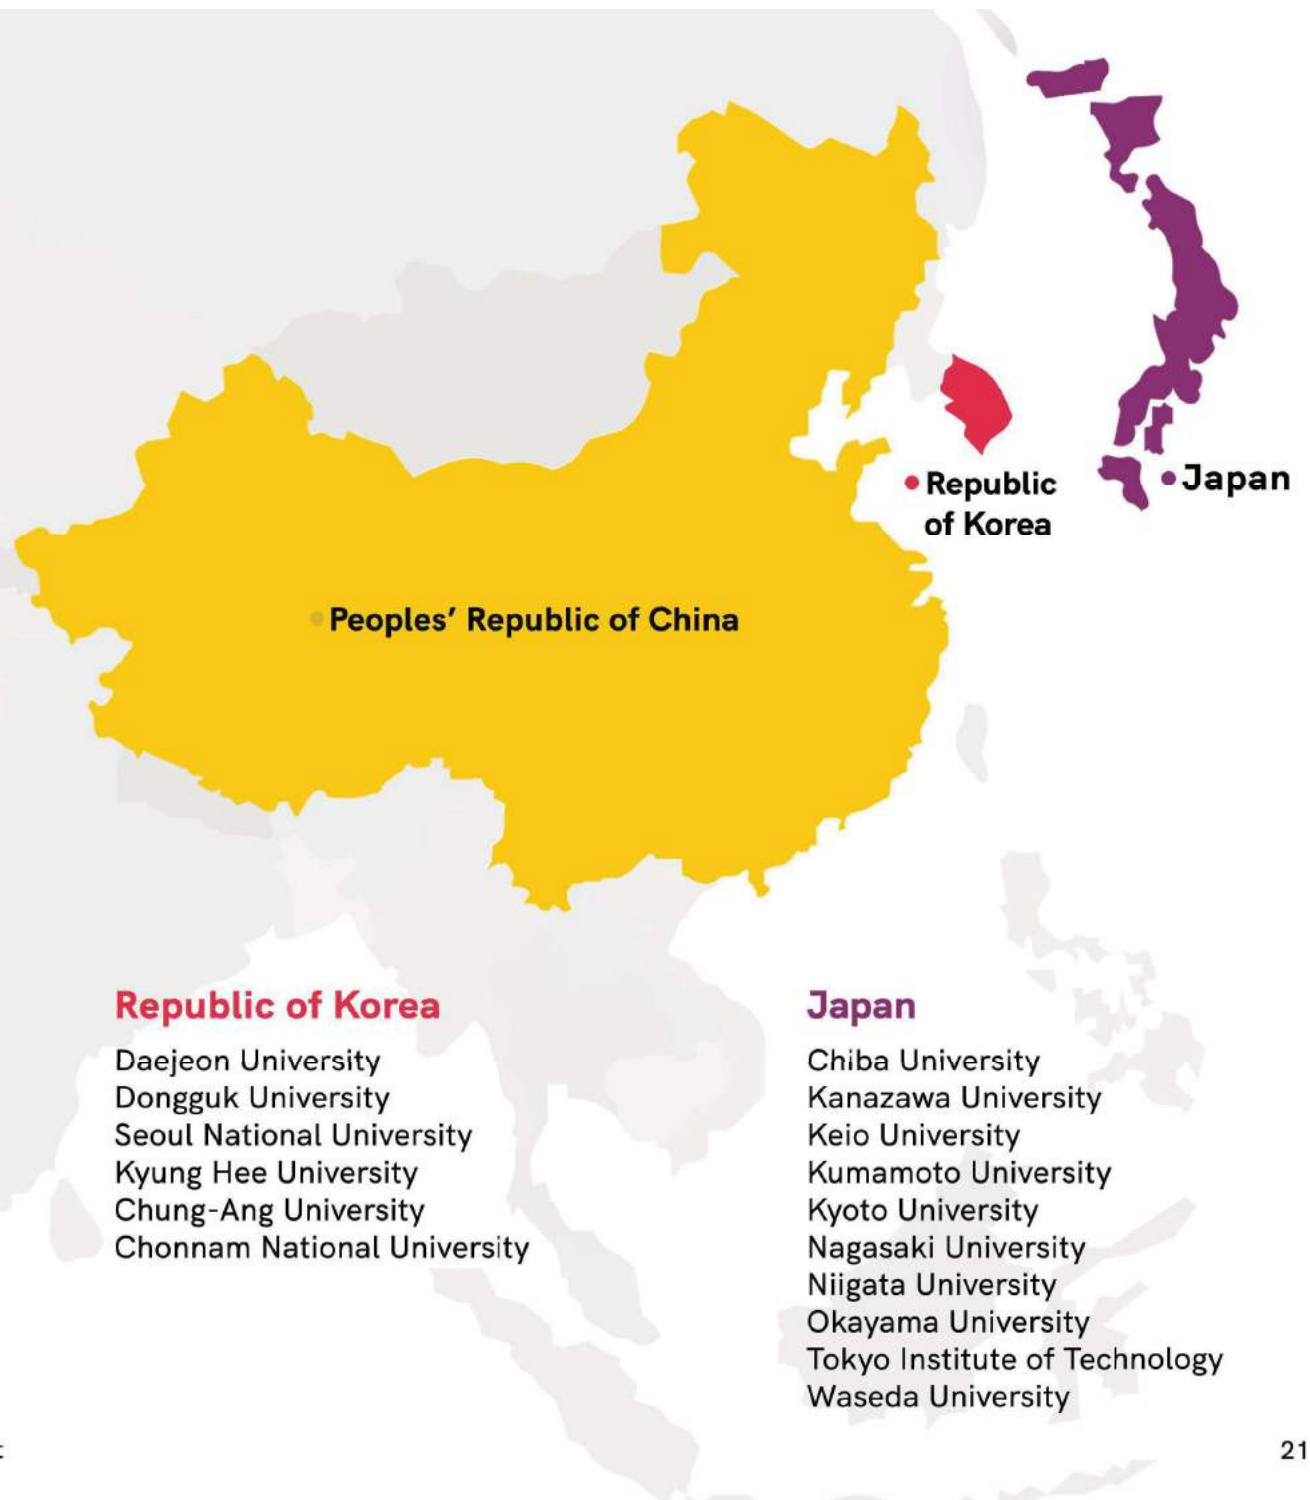 Republic
of Korea
Japan
Peoples’ Republic of China
Republic of Korea
Daejeon University
Dongguk University
Seoul National University
Kyung Hee University
Chung-Ang University
Chonnam National University
Japan
Chiba University
Kanazawa University
Keio University
Kumamoto University
Kyoto University
Nagasaki University
Niigata University
Okayama University
Tokyo Institute of Technology
Waseda University
21